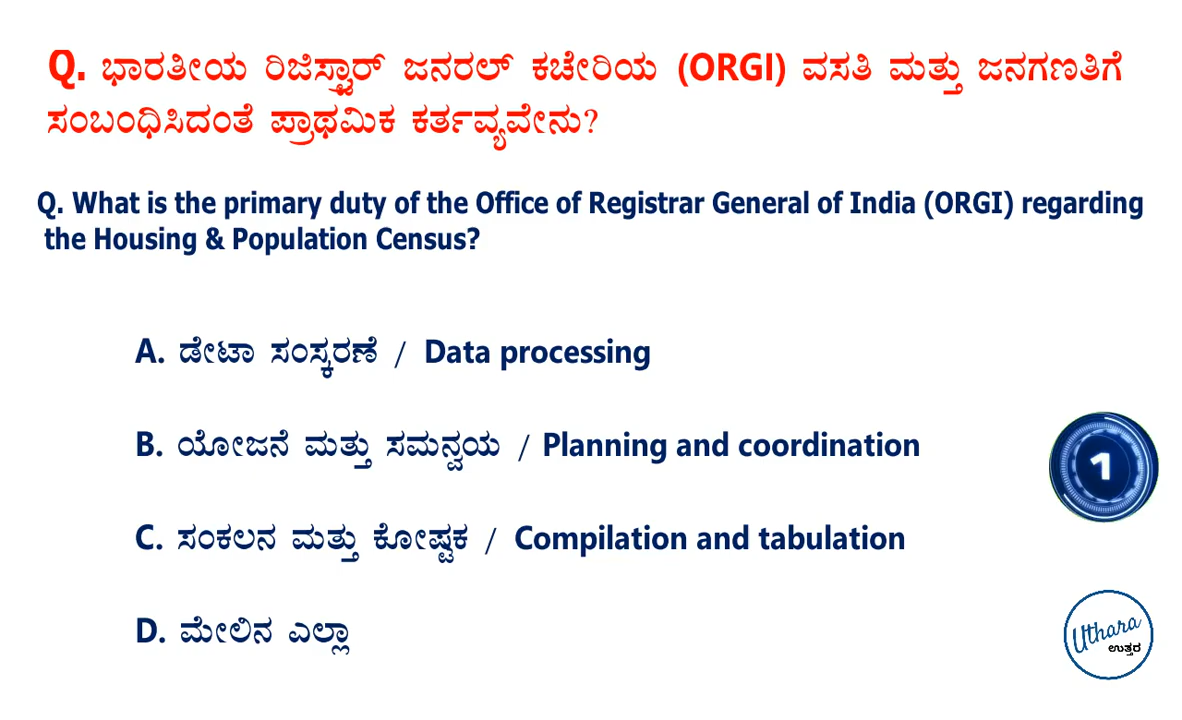 Q. ಭಾರತೀಯ ರಿಜಿಸ್ಟ್ರಾರ್ ಜನರಲ್ ಕಚೇರಿಯ (ORGI) ವಸತಿ ಮತ್ತು ಜನಗಣತಿಗೆ
ಸಂಬಂಧಿಸಿದಂತೆ ಪ್ರಾಥಮಿಕ ಕರ್ತವ್ಯವೇನು?
Q. What is the primary duty of the Office of Registrar General of India (ORGI) regarding
the Housing & Population Census?
A. ಡೇಟಾ ಸಂಸ್ಕರಣೆ / Data processing
B. ಯೋಜನೆ ಮತ್ತು ಸಮನ್ವಯ / Planning and coordination
1
C. ಸಂಕಲನ ಮತ್ತು ಕೋಷ್ಟಕ / Compilation and tabulation
D. ಮೇಲಿನ ಎಲ್ಲಾ
Uthara
ಉತ್ತರ